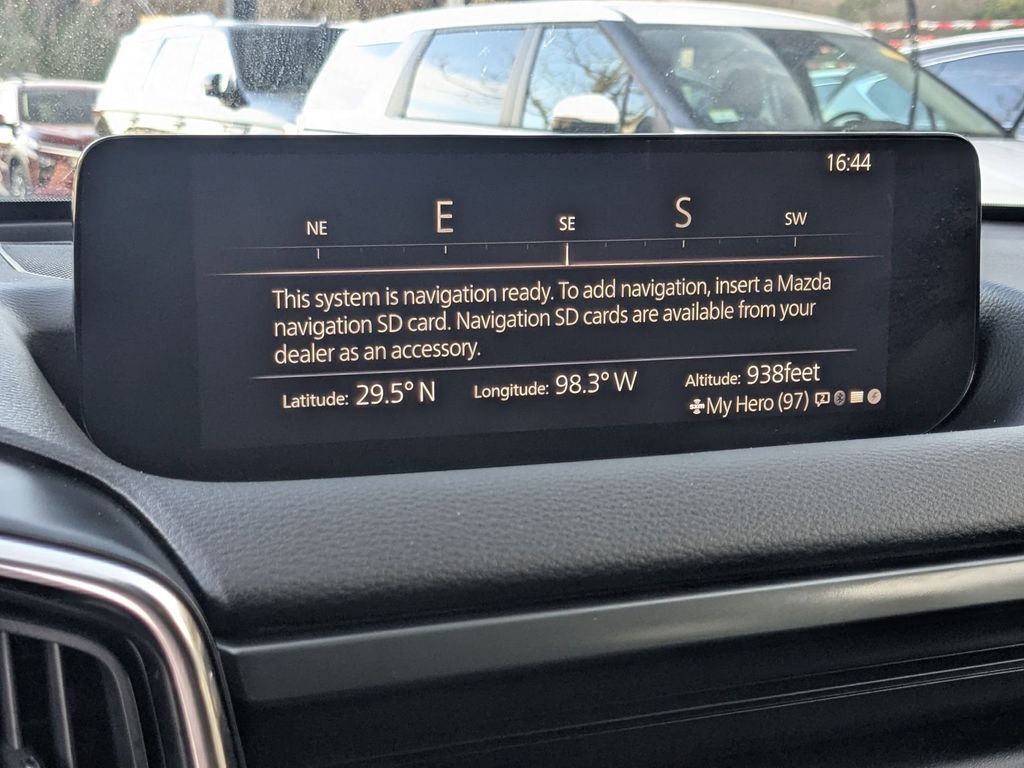 16:44
NE E SE S SW
This system is navigation ready. To add navigation, insert a Mazda
navigation SD card. Navigation SD cards are available from your
dealer as an accessory.
Latitude: 29.5° N Longitude: 98.3° W Altitude: 938feet
My Hero (97)